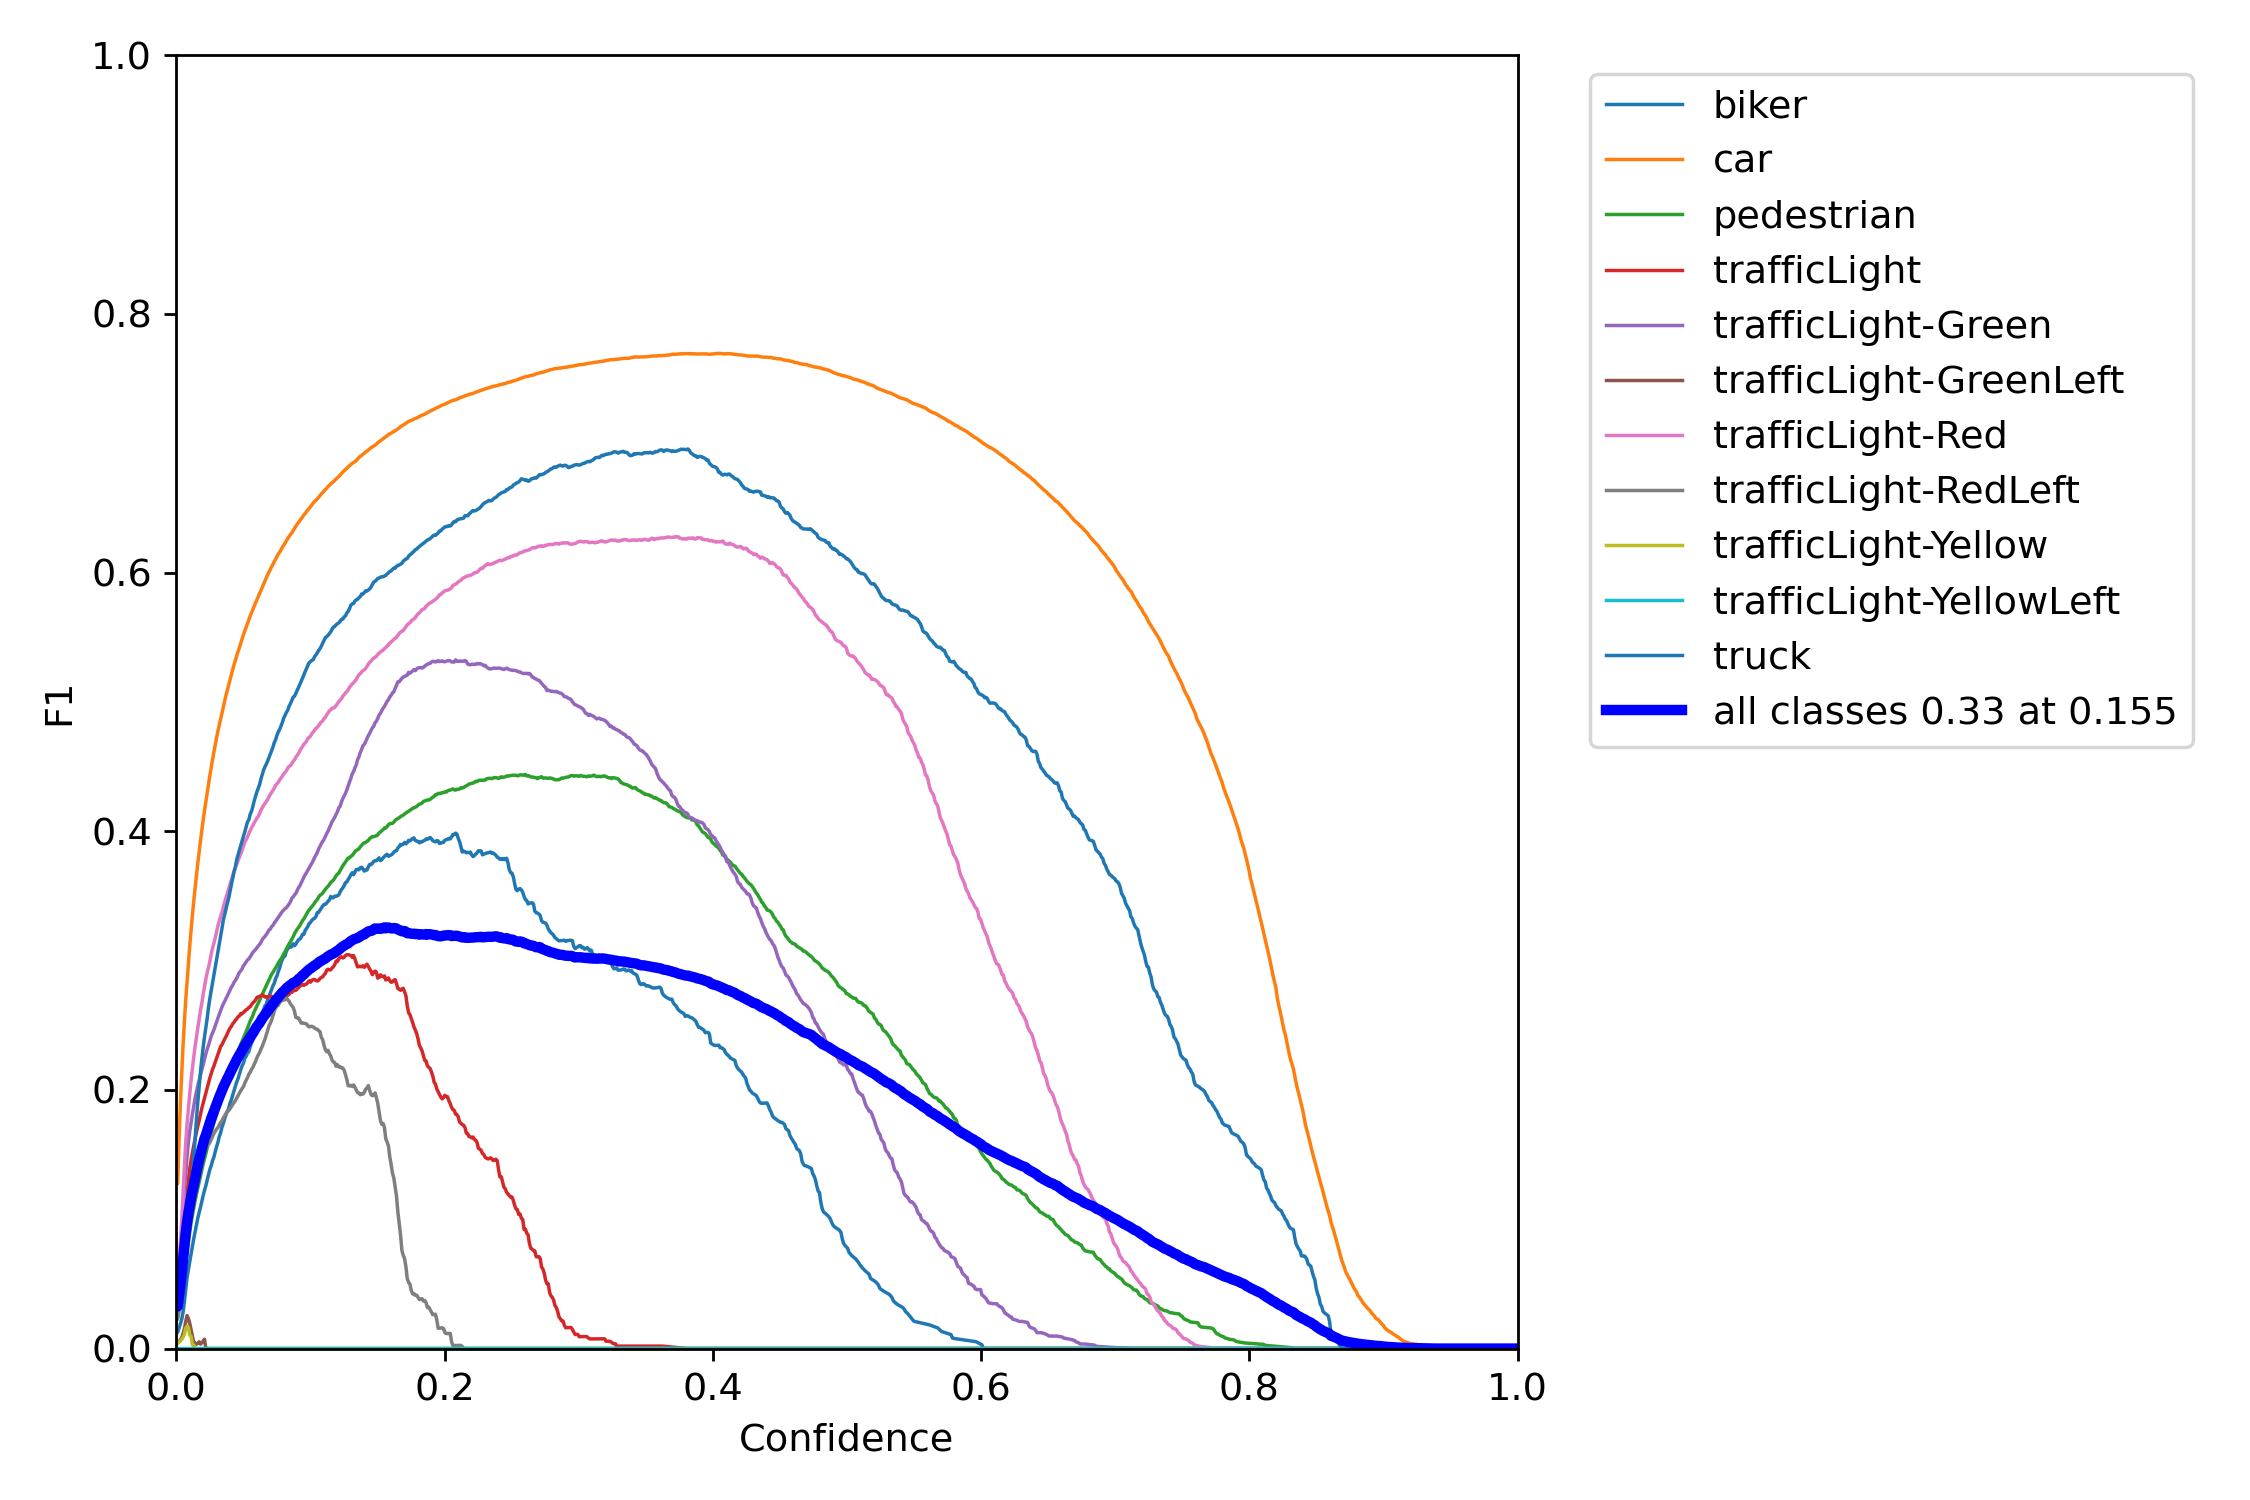 1.0
0.8
0.6
0.4
0.2
0.0
F1
0.0 0.2 0.4 0.6 0.8 1.0
Confidence
biker
car
pedestrian
trafficLight
trafficLight-Green
trafficLight-GreenLeft
trafficLight-Red
trafficLight-RedLeft
trafficLight-Yellow
trafficLight-YellowLeft
truck
all classes 0.33 at 0.155